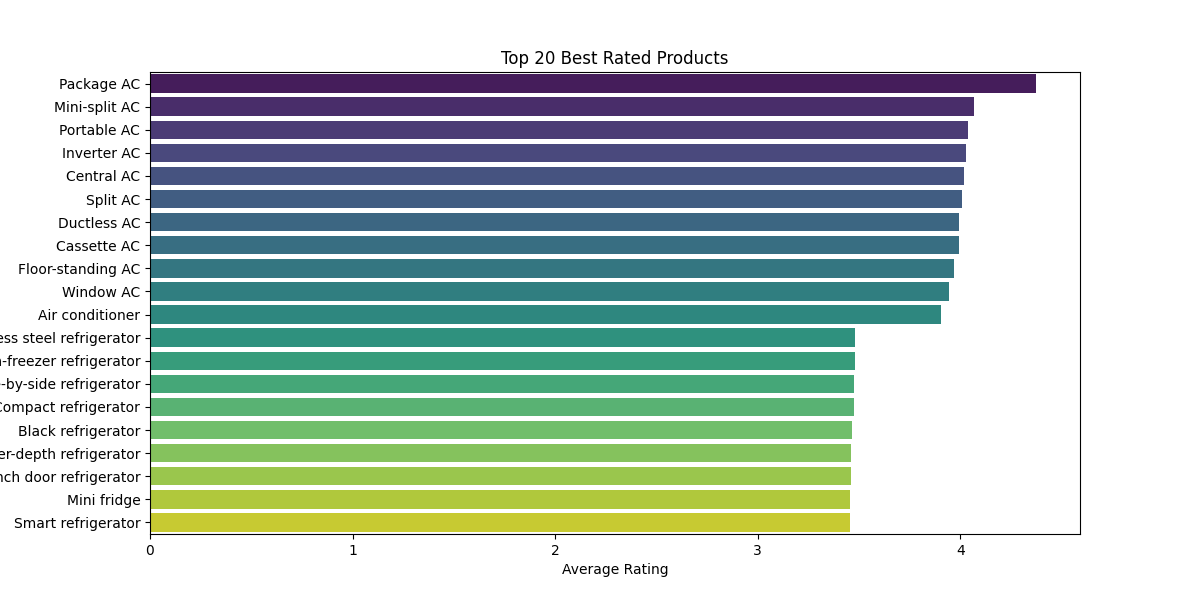 Top 20 Best Rated Products
Package AC
Mini-split AC
Portable AC
Inverter AC
Central AC
Split AC
Ductless AC
Cassette AC
Floor-standing AC
Window AC
Air conditioner
ess steel refrigerator
-freezer refrigerator
-by-side refrigerator
Compact refrigerator
Black refrigerator
er-depth refrigerator
nch door refrigerator
Mini fridge
Smart refrigerator
0 1 2 3 4
Average Rating